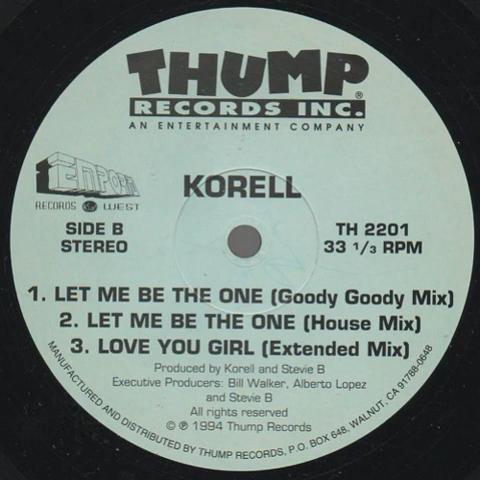 THUMP®
RECORDS INC.
AN ENTERTAINMENT COMPANY
TEMPORA
RECORDS WEST
KORELL
SIDE B
STEREO
TH 2201
33 1/3 RPM
1. LET ME BE THE ONE (Goody Goody Mix)
2. LET ME BE THE ONE (House Mix)
3. LOVE YOU GIRL (Extended Mix)
Produced by Korell and Stevie B
Executive Producers: Bill Walker, Alberto Lopez
and Stevie B
All rights reserved
© ℗ 1994 Thump Records
MANUFACTURED AND DISTRIBUTED BY THUMP RECORDS, P.O. BOX 648, WALNUT, CA 91788-0648